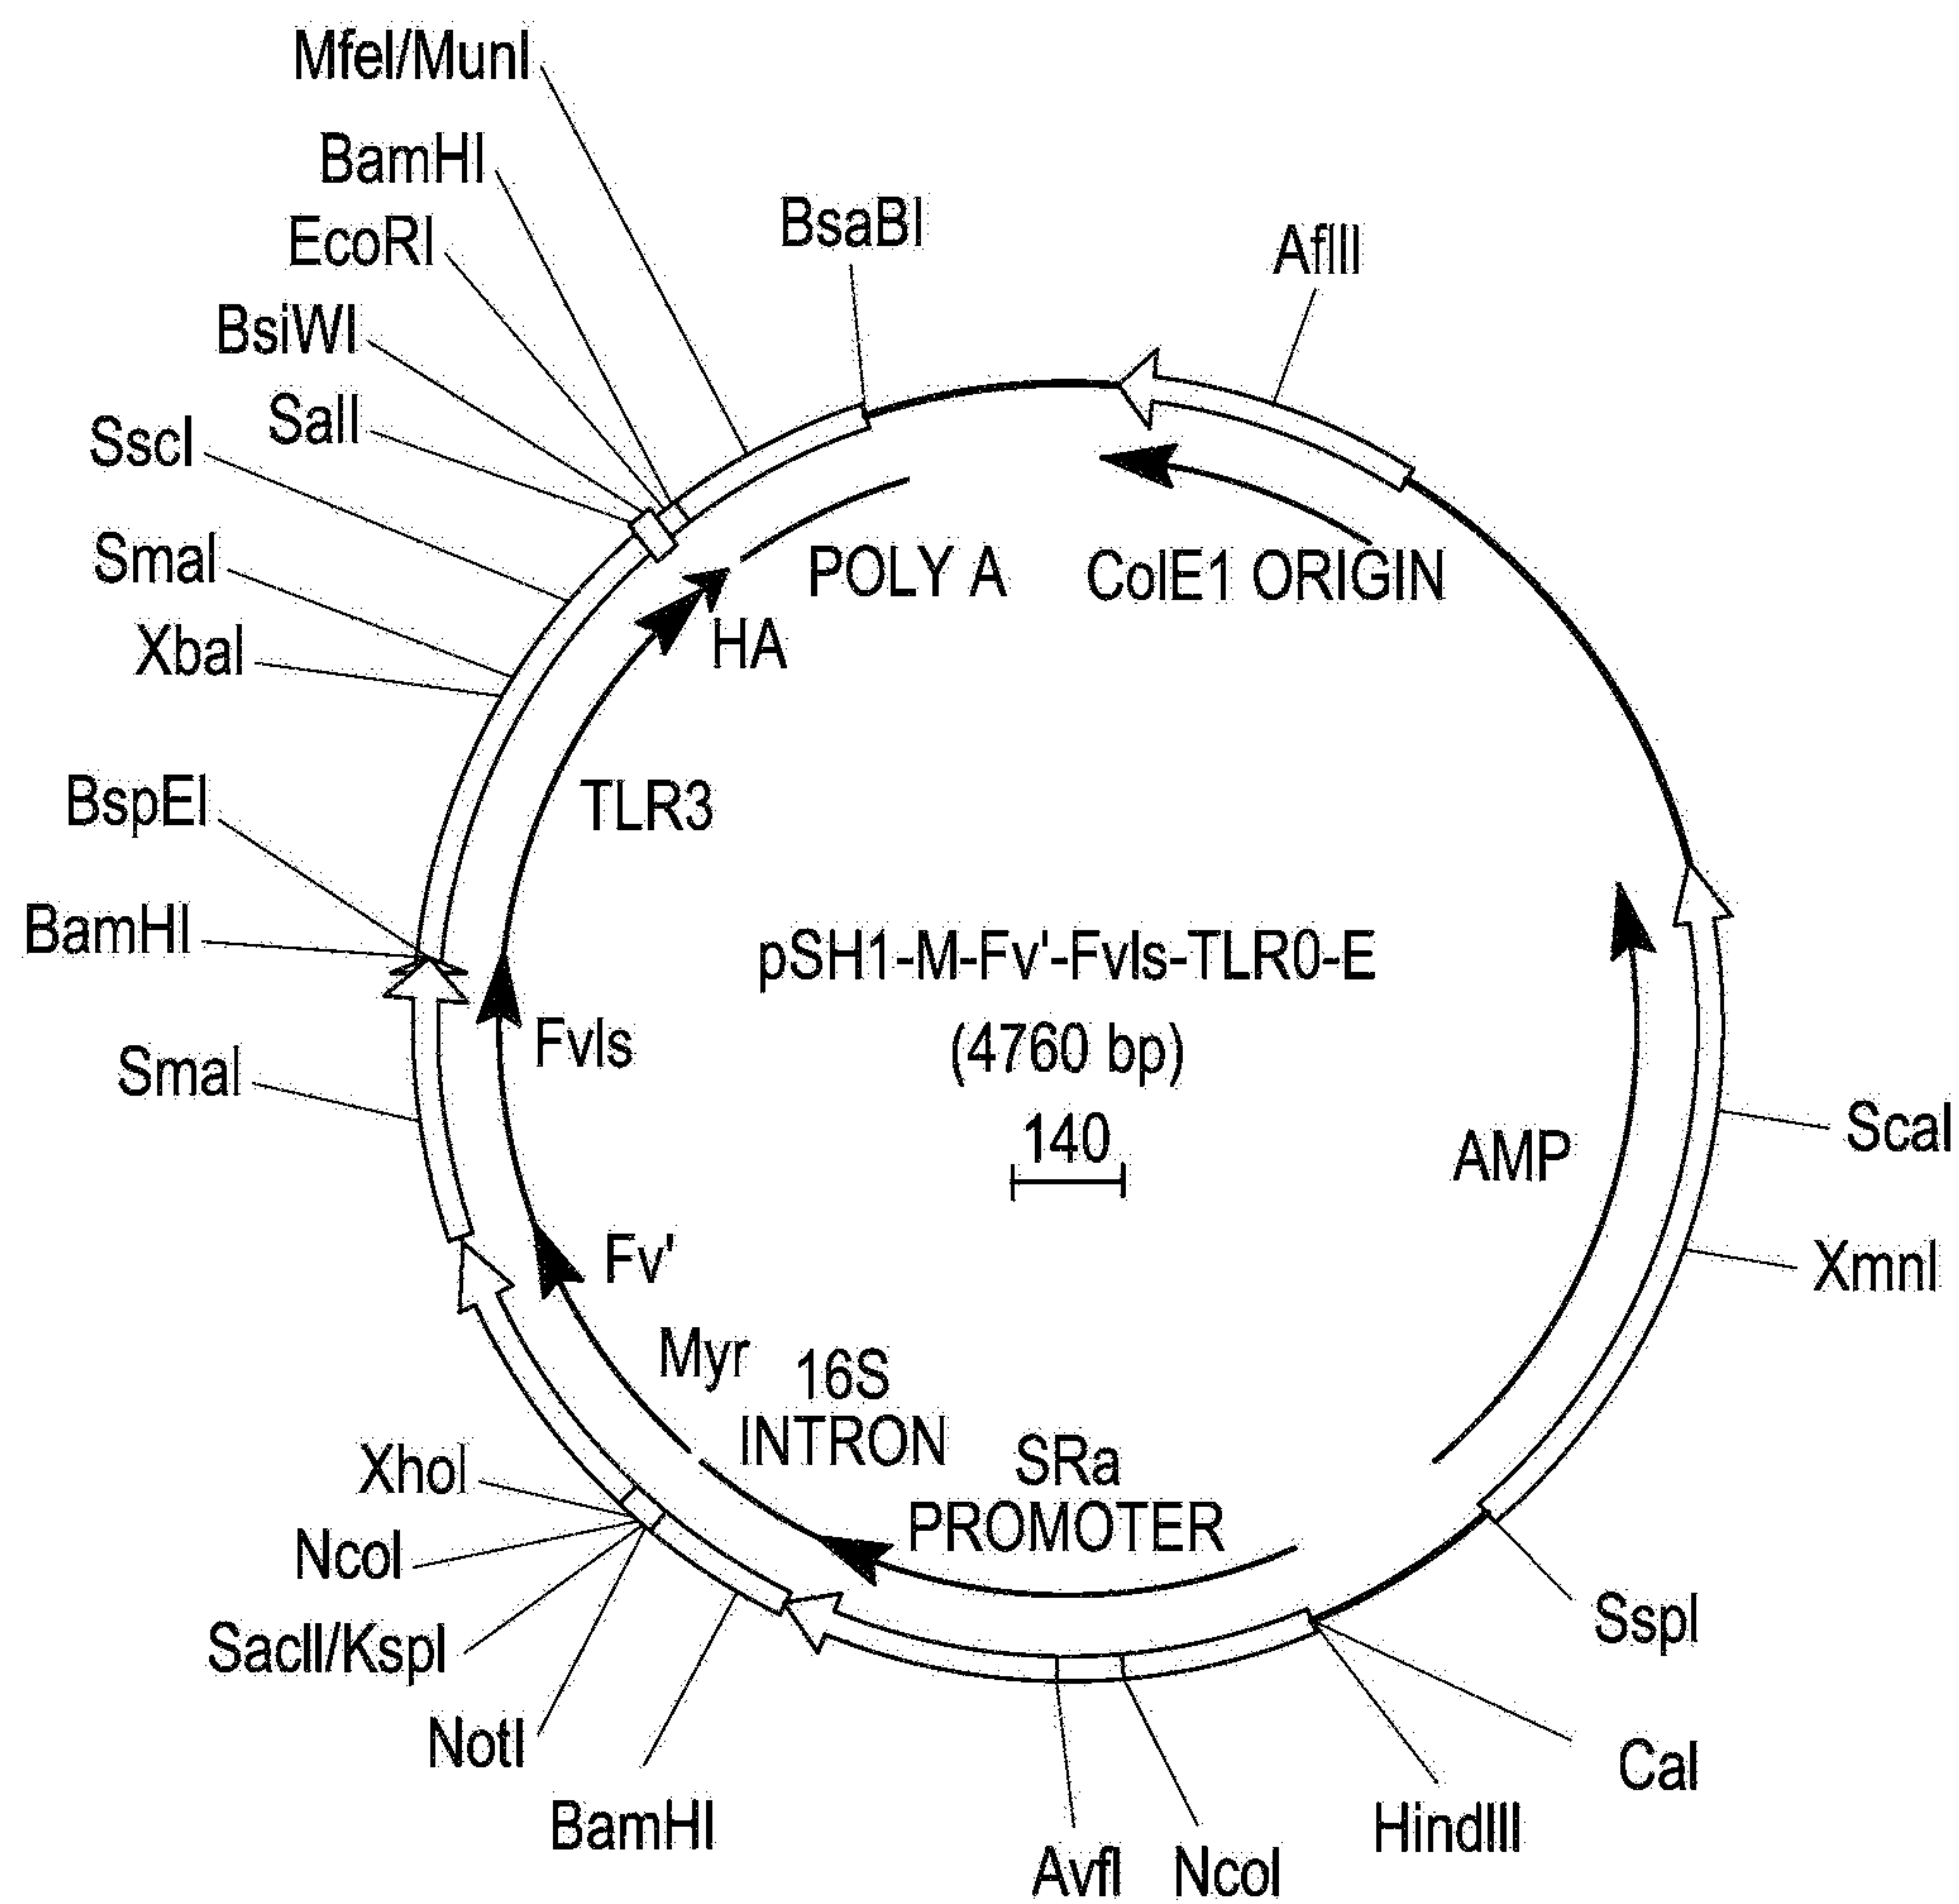 MfeI/MunI
BamHI
EcoRI
BsaBI
AflII
BsiWI
SalI
SscI
SmaI
XbaI
POLY A
ColE1 ORIGIN
HA
TLR3
BspEI
BamHI
pSH1-M-Fv'-Fvls-TLR0-E
(4760 bp)
140
Fvls
SmaI
AMP
ScaI
XmnI
Fv'
Myr
16S
INTRON
SRa
PROMOTER
XhoI
NcoI
SacII/KspI
NotI
BamHI
AvfI
NcoI
HindIII
CaI
SspI